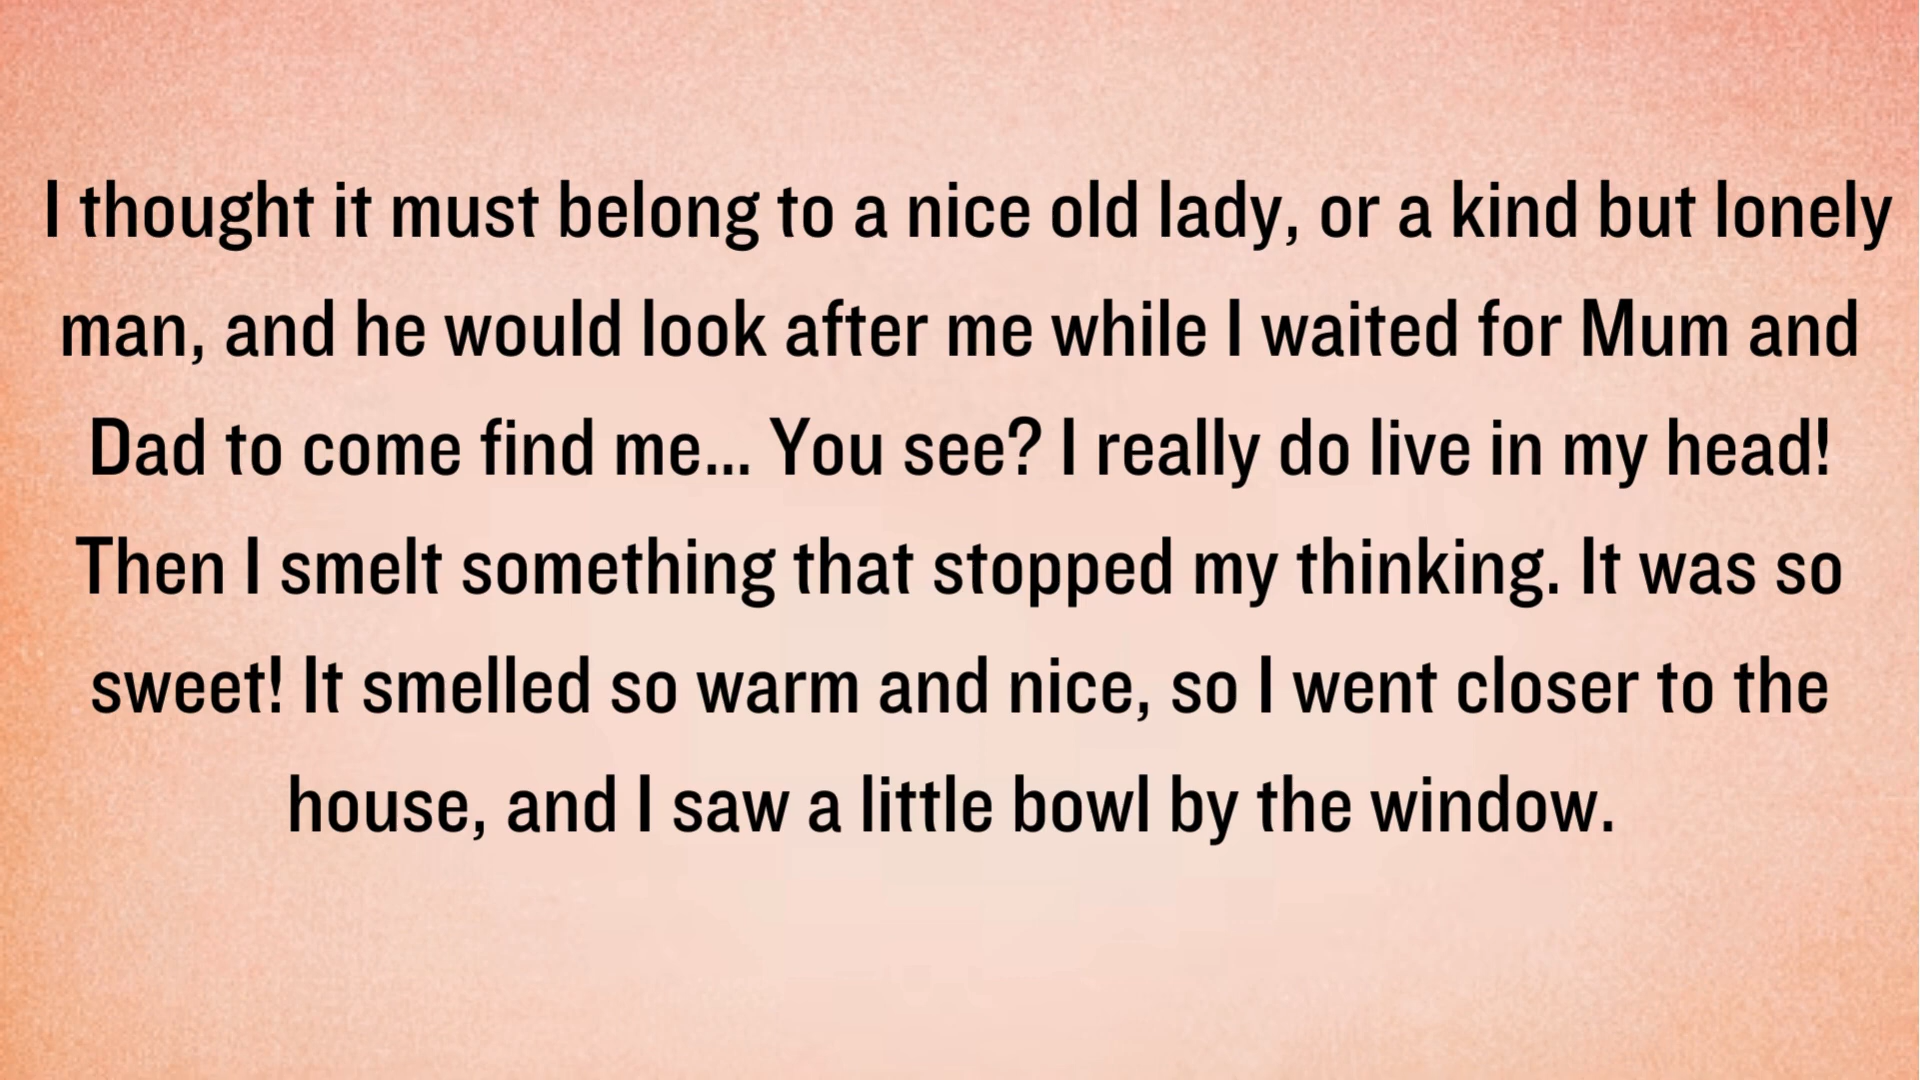 I thought it must belong to a nice old lady, or a kind but lonely
man, and he would look after me while I waited for Mum and
Dad to come find me... You see? I really do live in my head!
Then I smelt something that stopped my thinking. It was so
sweet! It smelled so warm and nice, so I went closer to the
house, and I saw a little bowl by the window.